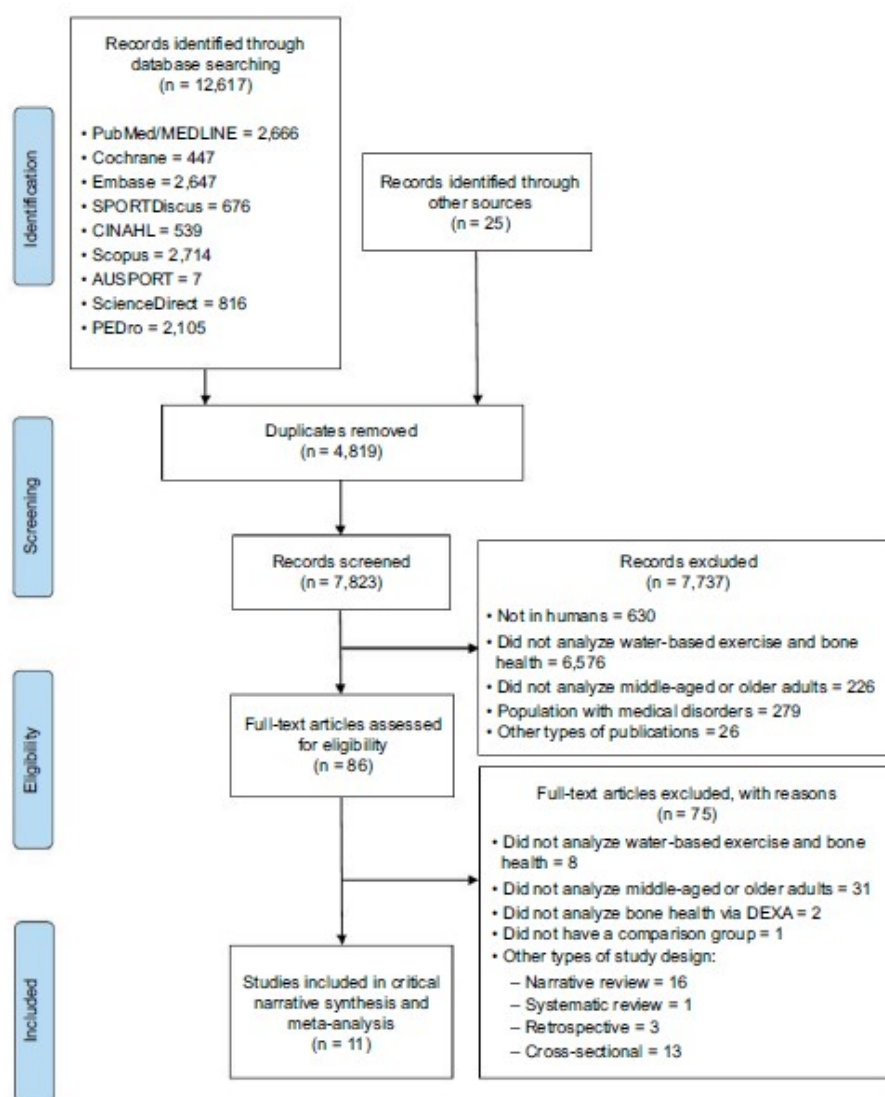 Identification
Records identified through
database searching
(n = 12,617)
• PubMed/MEDLINE = 2,666
• Cochrane = 447
• Embase = 2,647
• SPORTDiscus = 676
• CINAHL = 539
• Scopus = 2,714
• AUSPORT = 7
• ScienceDirect = 816
• PEDro = 2,105
Records identified through
other sources
(n = 25)
Screening
Duplicates removed
(n = 4,819)
Records screened
(n = 7,823)
Records excluded
(n = 7,737)
• Not in humans = 630
• Did not analyze water-based exercise and bone
health = 6,576
• Did not analyze middle-aged or older adults = 226
• Population with medical disorders = 279
• Other types of publications = 26
Eligibility
Full-text articles assessed
for eligibility
(n = 86)
Full-text articles excluded, with reasons
(n = 75)
• Did not analyze water-based exercise and bone
health = 8
• Did not analyze middle-aged or older adults = 31
• Did not analyze bone health via DEXA = 2
• Did not have a comparison group = 1
• Other types of study design:
– Narrative review = 16
– Systematic review = 1
– Retrospective = 3
– Cross-sectional = 13
Included
Studies included in critical
narrative synthesis and
meta-analysis
(n = 11)